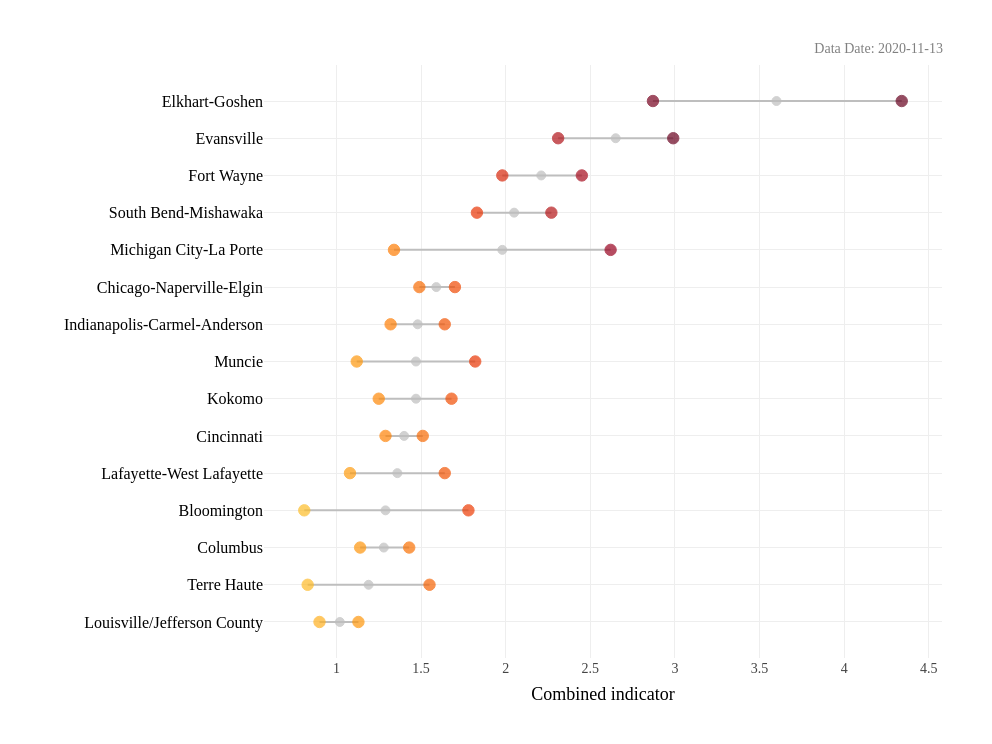 Data Date: 2020-11-13
Elkhart-Goshen
Evansville
Fort Wayne
South Bend-Mishawaka
Michigan City-La Porte
Chicago-Naperville-Elgin
Indianapolis-Carmel-Anderson
Muncie
Kokomo
Cincinnati
Lafayette-West Lafayette
Bloomington
Columbus
Terre Haute
Louisville/Jefferson County
1 1.5 2 2.5 3 3.5 4 4.5
Combined indicator